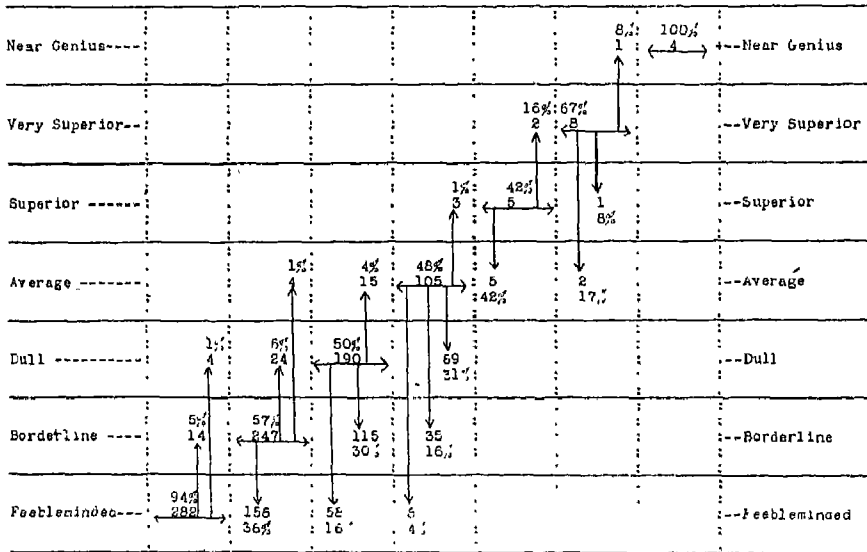 8% 100%
Near Genius---- 1 4 --Near Genius
16% 67%
Very Superior-- 2 8 --Very Superior
1% 42%
Superior ------ 3 5 1 --Superior
8%
1% 4% 48%
Average ------- 4 15 105 5 2 --Average
42% 17%
1% 6% 50%
Dull ---------- 4 24 190 69 --Dull
31%
5% 57%
Borderline ---- 14 247 115 35 --Borderline
30% 16%
94%
Feebleminded--- 282 156 --Feebleminded
36% 16 4